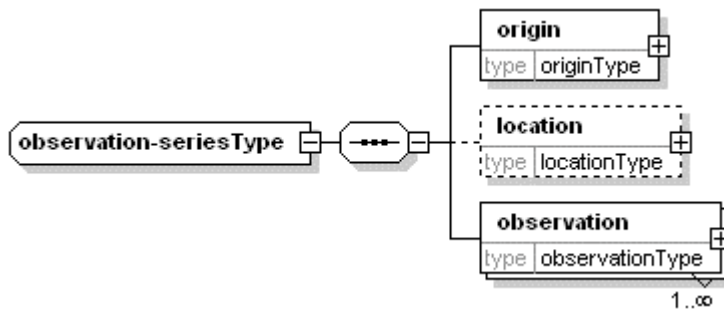 origin
type originType
observation-seriesType
location
type locationType
observation
type observationType
1..∞